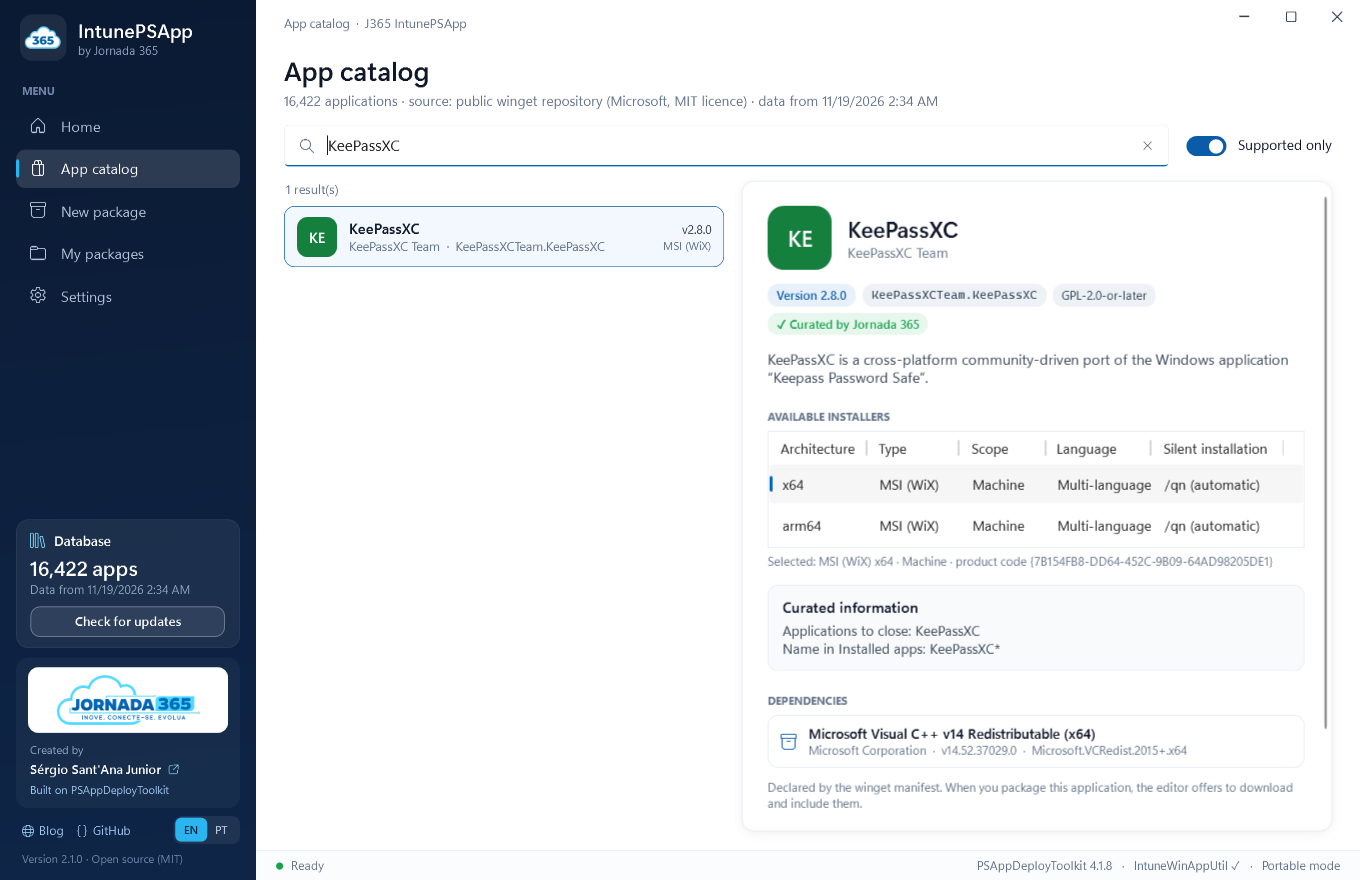 365
IntunePSApp
by Jornada 365
MENU
Home
App catalog
New package
My packages
Settings
Database
16,422 apps
Data from 11/19/2026 2:34 AM
Check for updates
JORNADA 365
INOVE. CONECTE-SE. EVOLUA
Created by
Sérgio Sant'Ana Junior
Built on PSAppDeployToolkit
Blog {} GitHub EN PT
Version 2.1.0 · Open source (MIT)
App catalog · J365 IntunePSApp
App catalog
16,422 applications · source: public winget repository (Microsoft, MIT licence) · data from 11/19/2026 2:34 AM
KeePassXC
Supported only
1 result(s)
KE
KeePassXC v2.8.0
KeePassXC Team · KeePassXCTeam.KeePassXC MSI (WiX)
KE
KeePassXC
KeePassXC Team
Version 2.8.0 KeePassXCTeam.KeePassXC GPL-2.0-or-later
✓ Curated by Jornada 365
KeePassXC is a cross-platform community-driven port of the Windows application
“Keepass Password Safe”.
AVAILABLE INSTALLERS
Architecture Type Scope Language Silent installation
x64 MSI (WiX) Machine Multi-language /qn (automatic)
arm64 MSI (WiX) Machine Multi-language /qn (automatic)
Selected: MSI (WiX) x64 · Machine · product code {7B154FB8-DD64-452C-9B09-64AD98205DE1}
Curated information
Applications to close: KeePassXC
Name in Installed apps: KeePassXC*
DEPENDENCIES
Microsoft Visual C++ v14 Redistributable (x64)
Microsoft Corporation · v14.52.37029.0 · Microsoft.VCRedist.2015+.x64
Declared by the winget manifest. When you package this application, the editor offers to download
and include them.
Ready
PSAppDeployToolkit 4.1.8 · IntuneWinAppUtil ✓ · Portable mode